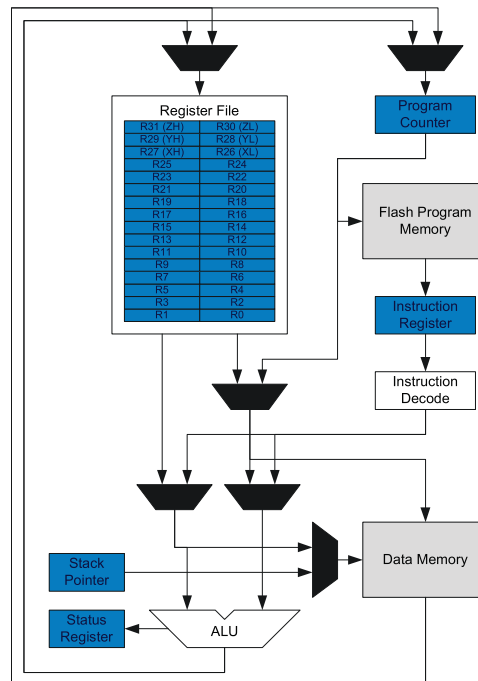 Register File
R31 (ZH) R30 (ZL)
R29 (YH) R28 (YL)
R27 (XH) R26 (XL)
R25 R24
R23 R22
R21 R20
R19 R18
R17 R16
R15 R14
R13 R12
R11 R10
R9 R8
R7 R6
R5 R4
R3 R2
R1 R0
Program
Counter
Flash Program
Memory
Instruction
Register
Instruction
Decode
Data Memory
Stack
Pointer
Status
Register
ALU